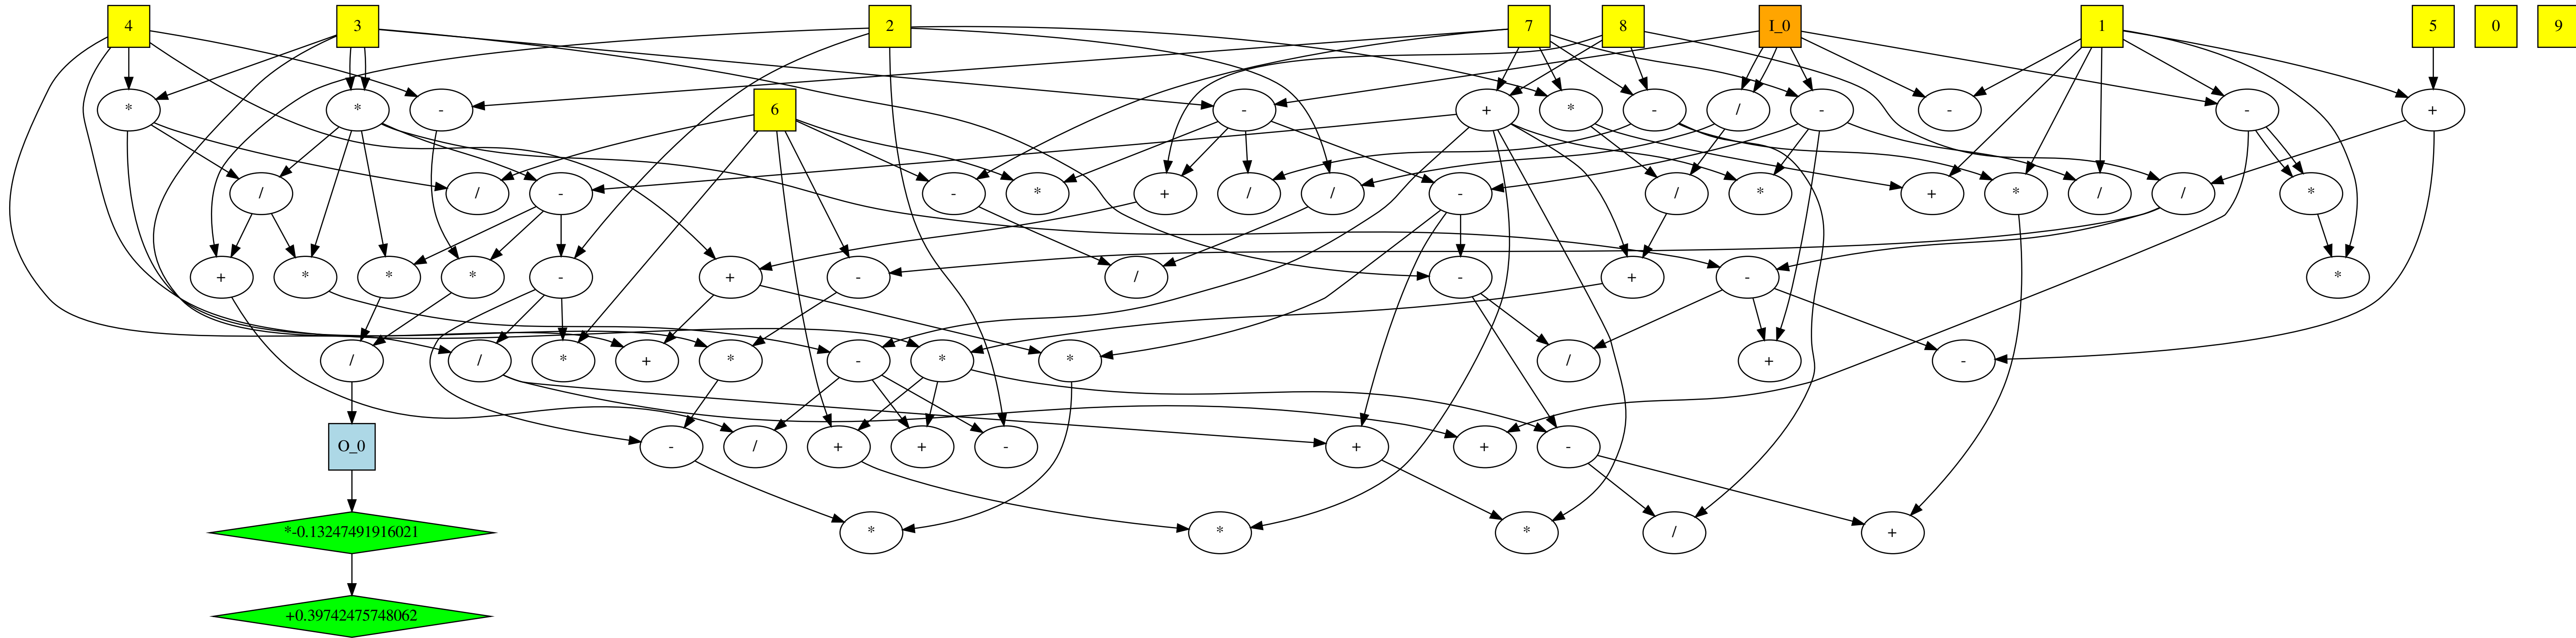 4 3 2 7 8 I_0 1 5 0 9
* * - 6 - + * - / - - - +
/ / - - * + / / - / * + * / / *
+ * * * - + - / - + - *
/ / * + * - * * / + -
O_0 - / + + - + + -
*-0.13247491916021 * * * / +
+0.39742475748062